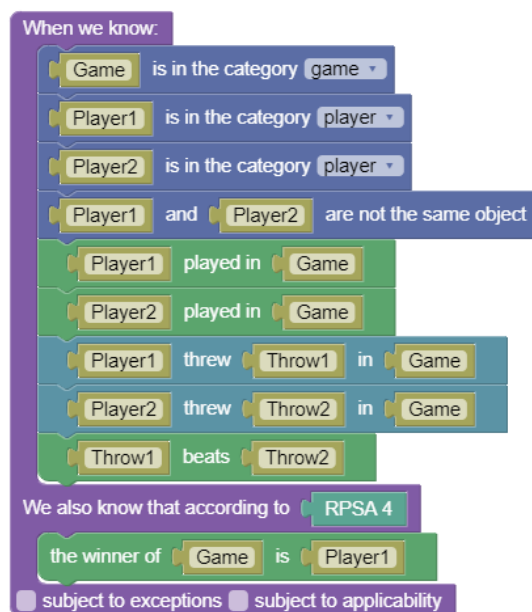 When we know:
Game is in the category game
Player1 is in the category player
Player2 is in the category player
Player1 and Player2 are not the same object
Player1 played in Game
Player2 played in Game
Player1 threw Throw1 in Game
Player2 threw Throw2 in Game
Throw1 beats Throw2
We also know that according to RPSA 4
the winner of Game is Player1
subject to exceptions subject to applicability